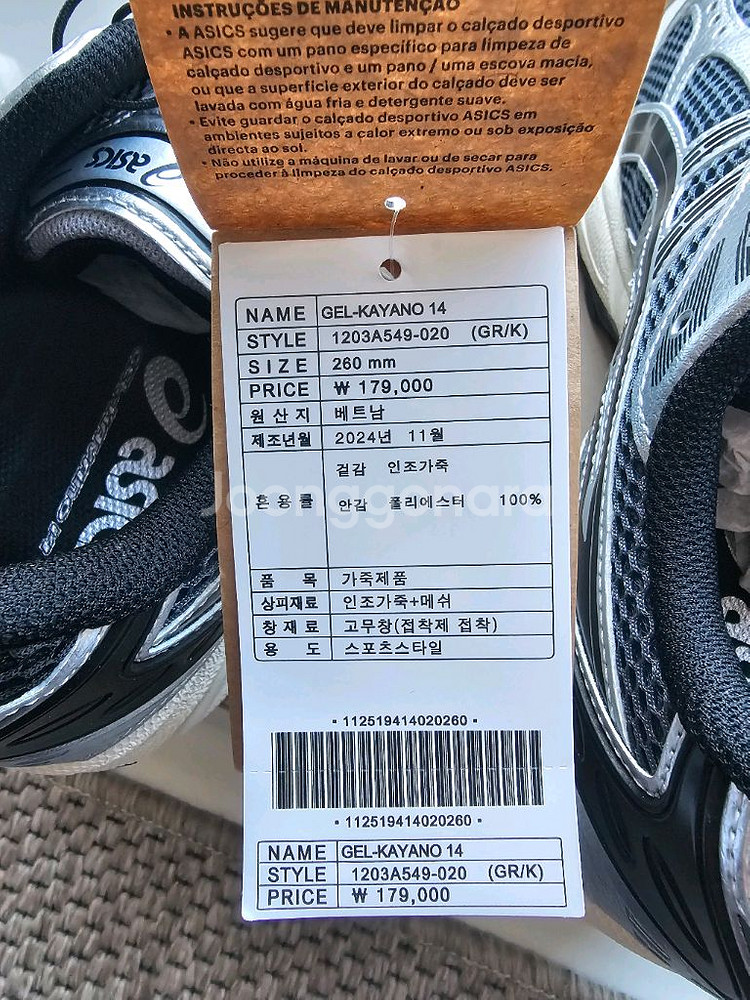 INSTRUÇÕES DE MANUTENÇÃO
• A ASICS sugere que deve limpar o calçado desportivo
ASICS com um pano específico para limpeza de
calçado desportivo e um pano / uma escova macia,
ou que a superfície exterior do calçado deve ser
lavada com água fria e detergente suave.
• Evite guardar o calçado desportivo ASICS em
ambientes sujeitos a calor extremo ou sob exposição
directa ao sol.
• Não utilize a máquina de lavar ou de secar para
proceder à limpeza do calçado desportivo ASICS.
asics
NAME GEL-KAYANO 14
STYLE 1203A549-020 (GR/K)
SIZE 260 mm
PRICE ₩ 179,000
원산지 베트남
제조년월 2024년 11월
겉감 인조가죽
혼용률 안감 폴리에스터 100%
Joonggonara
품목 가죽제품
상피재료 인조가죽+메쉬
창재료 고무창(접착제 접착)
용도 스포츠스타일
asics
• 112519414020260 •
• 112519414020260 •
NAME GEL-KAYANO 14
STYLE 1203A549-020 (GR/K)
PRICE ₩ 179,000